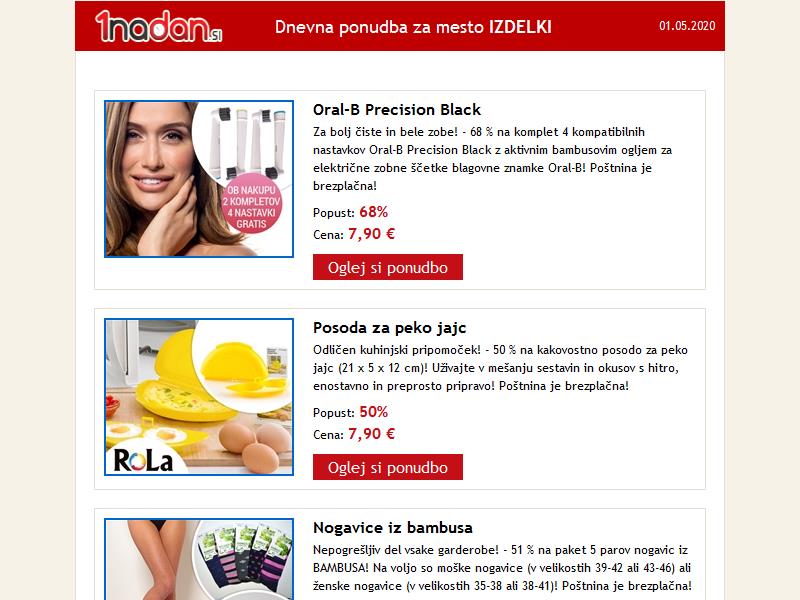 1nadan.si
Dnevna ponudba za mesto IZDELKI
01.05.2020
OB NAKUPU
2 KOMPLETOV
4 NASTAVKI
GRATIS
Oral-B Precision Black
Za bolj čiste in bele zobe! - 68 % na komplet 4 kompatibilnih
nastavkov Oral-B Precision Black z aktivnim bambusovim ogljem za
električne zobne ščetke blagovne znamke Oral-B! Poštnina je
brezplačna!
Popust: 68%
Cena: 7,90 €
Oglej si ponudbo
RoLa
Posoda za peko jajc
Odličen kuhinjski pripomoček! - 50 % na kakovostno posodo za peko
jajc (21 x 5 x 12 cm)! Uživajte v mešanju sestavin in okusov s hitro,
enostavno in preprosto pripravo! Poštnina je brezplačna!
Popust: 50%
Cena: 7,90 €
Oglej si ponudbo
Nogavice iz bambusa
Nepogrešljiv del vsake garderobe! - 51 % na paket 5 parov nogavic iz
BAMBUSA! Na voljo so moške nogavice (v velikostih 39-42 ali 43-46) ali
ženske nogavice (v velikostih 35-38 ali 38-41)! Poštnina je brezplačna!